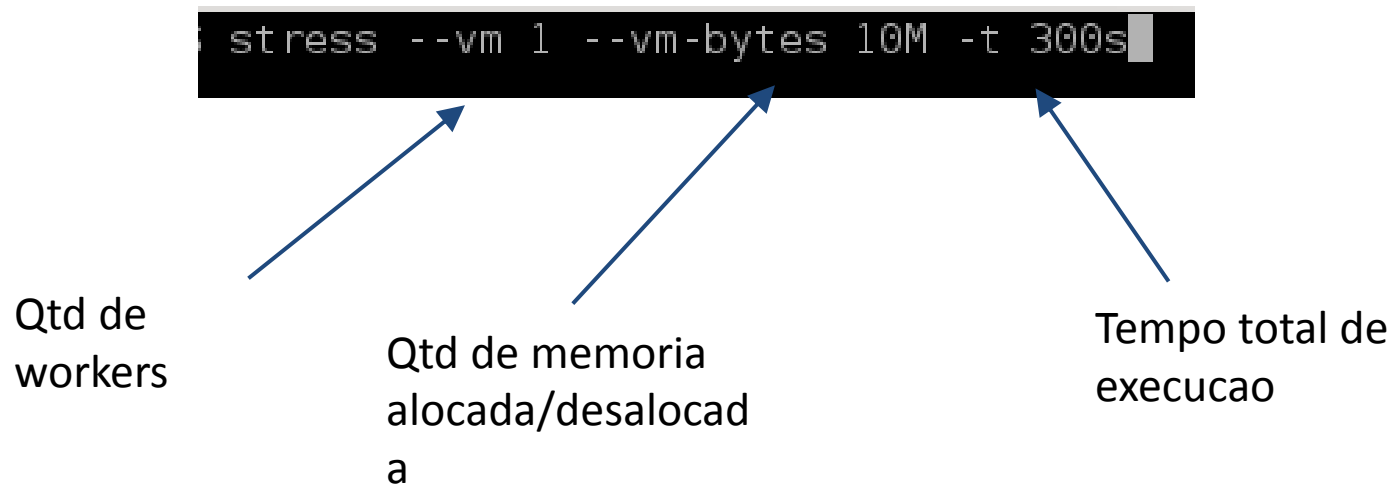 stress --vm 1 --vm-bytes 10M -t 300s
Qtd de
workers
Qtd de memoria
alocada/desalocad
a
Tempo total de
execucao